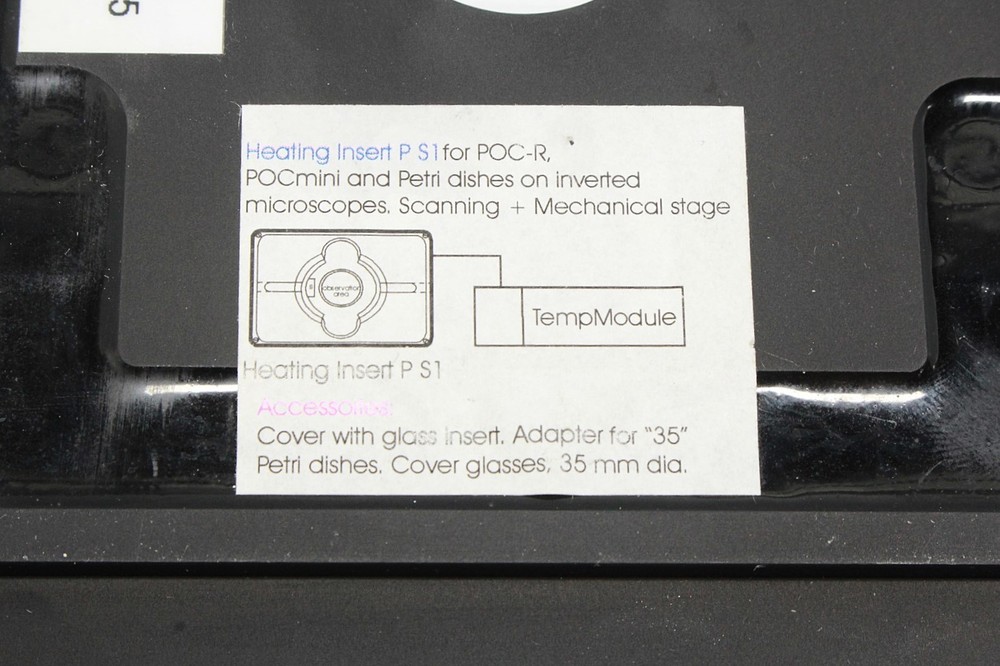 5
Heating Insert P S1 for POC-R,
POCmini and Petri dishes on inverted
microscopes. Scanning + Mechanical stage
observation
area
TempModule
Heating Insert P S1
Accessories:
Cover with glass insert. Adapter for "35"
Petri dishes. Cover glasses, 35 mm dia.